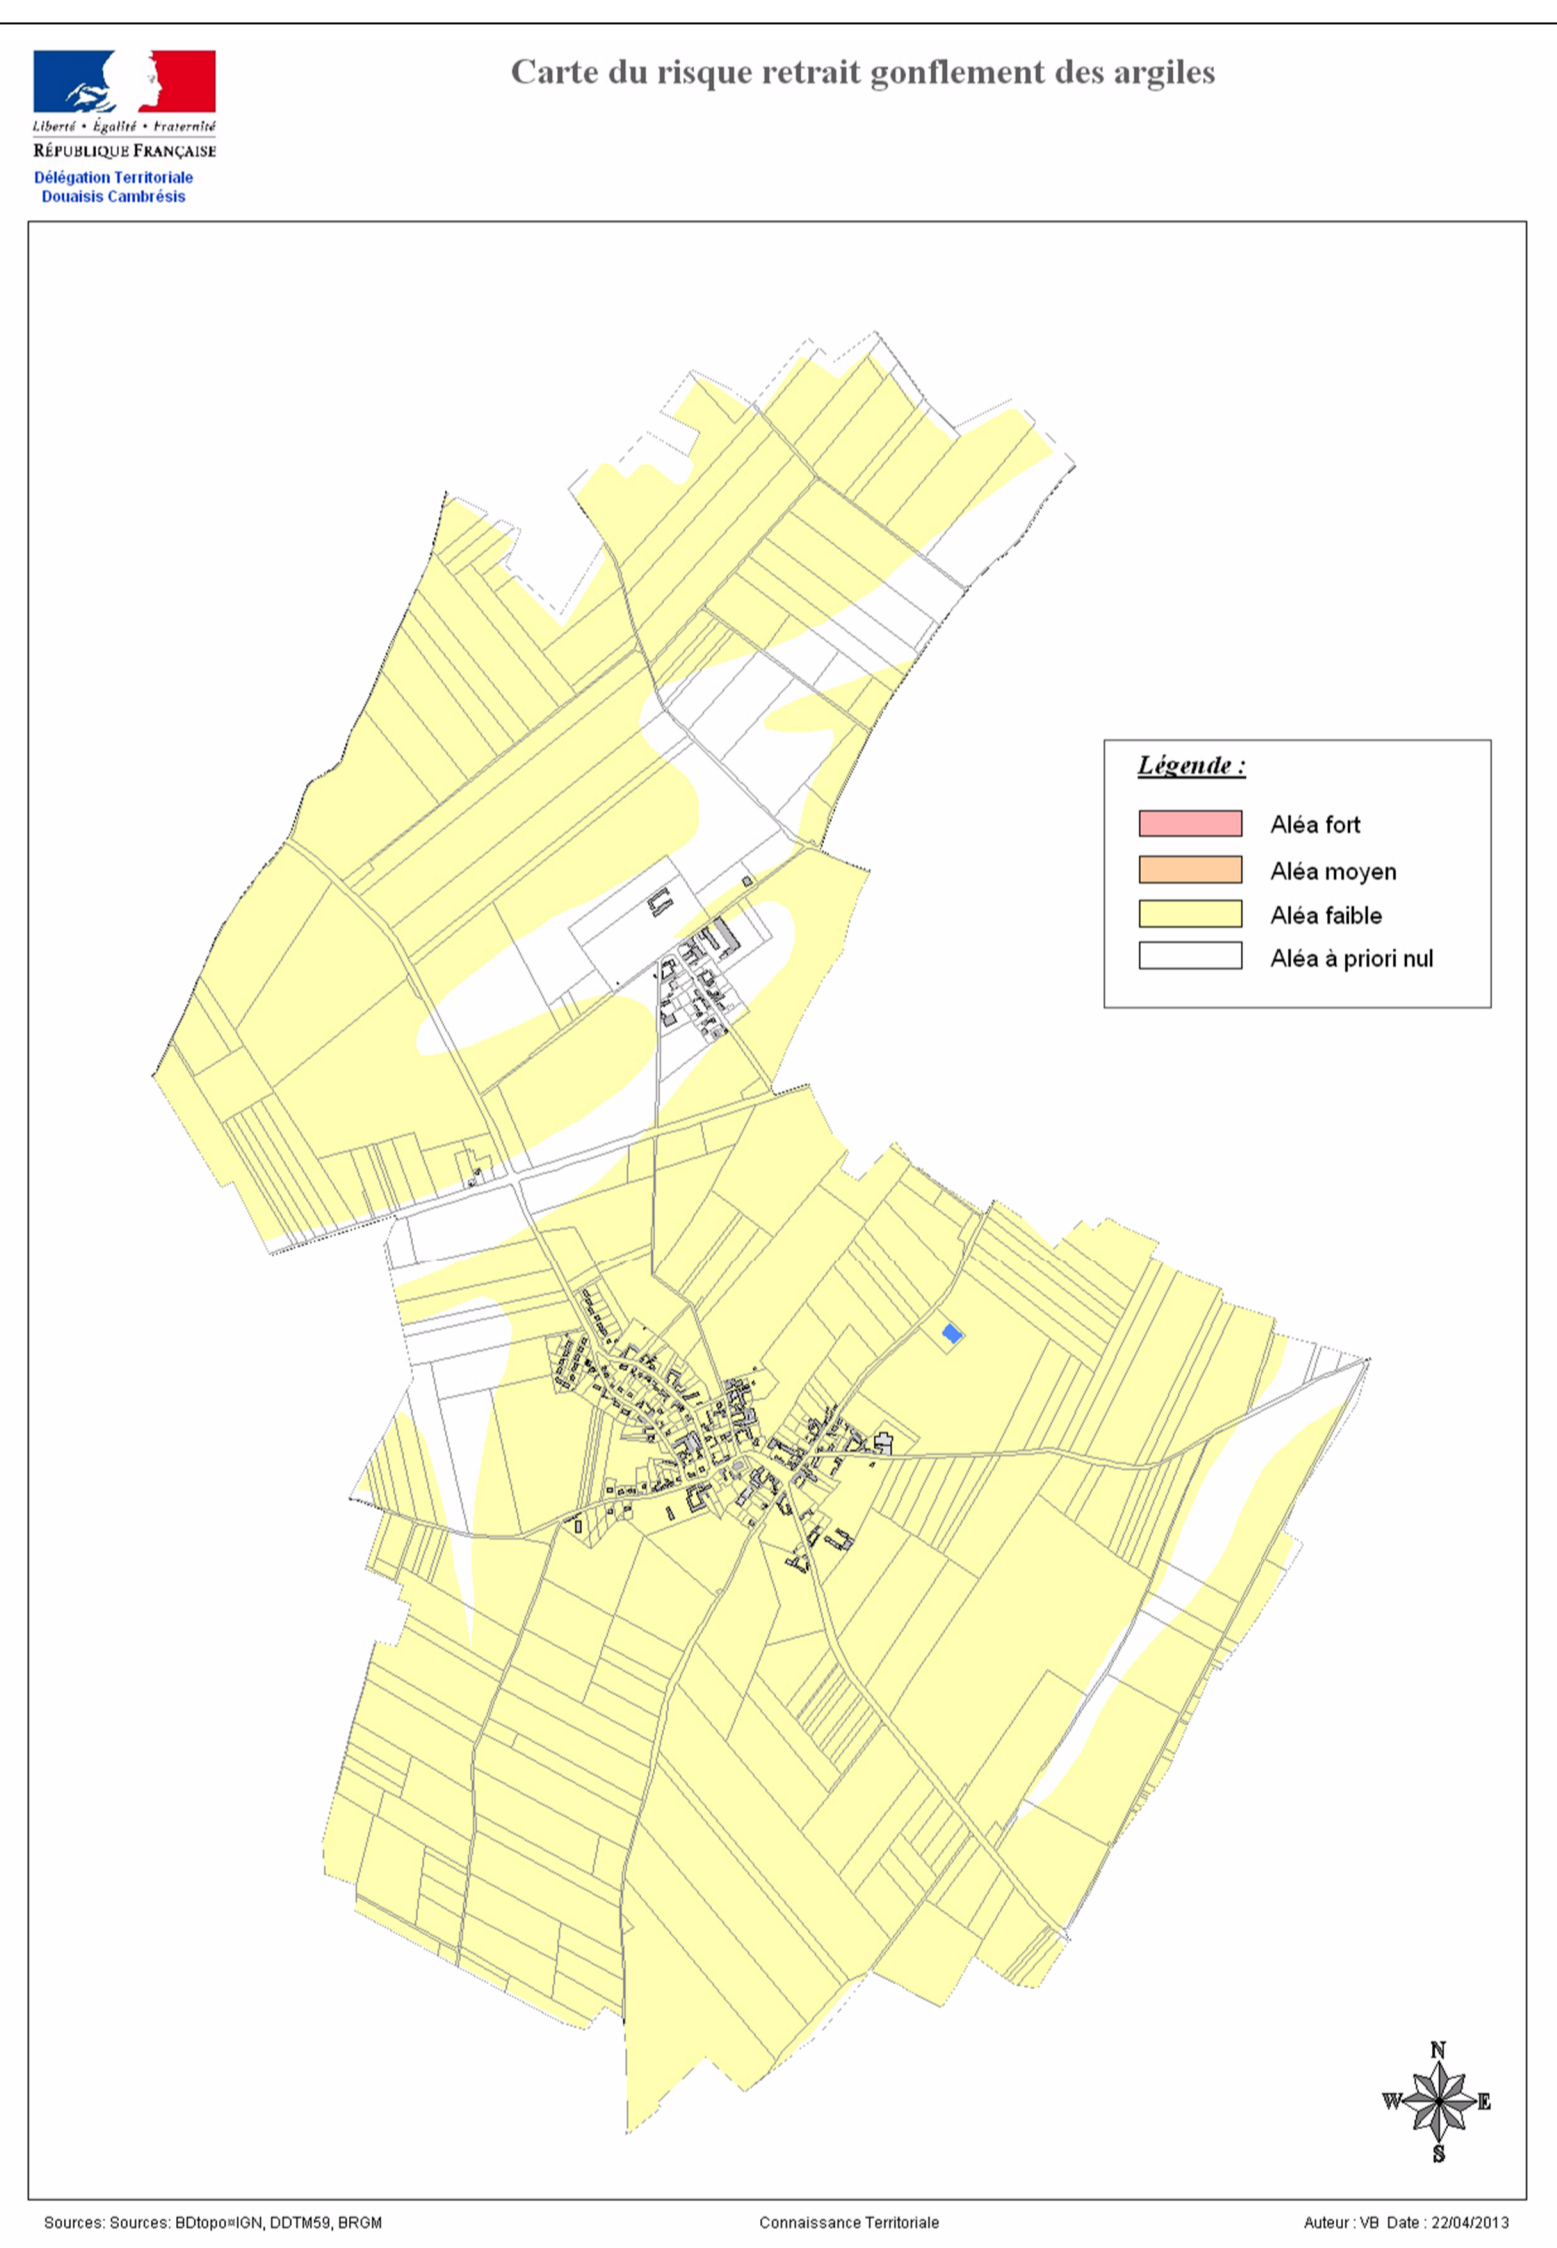 Carte du risque retrait gonflement des argiles
Liberté • Égalité • Fraternité
RÉPUBLIQUE FRANÇAISE
Délégation Territoriale
Douaisis Cambrésis
Légende :
Aléa fort
Aléa moyen
Aléa faible
Aléa à priori nul
N
W E
S
Sources: Sources: BDtopo¤IGN, DDTM59, BRGM
Connaissance Territoriale
Auteur : VB Date : 22/04/2013